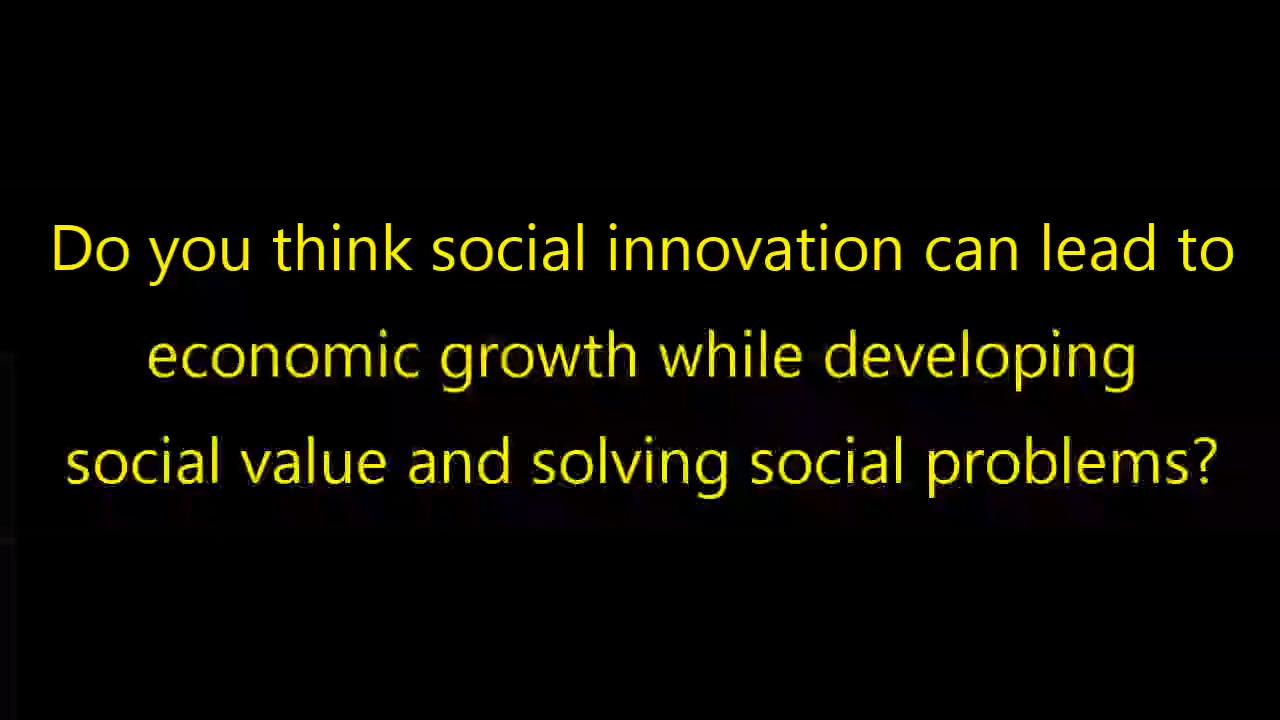 Do you think social innovation can lead to
economic growth while developing
social value and solving social problems?